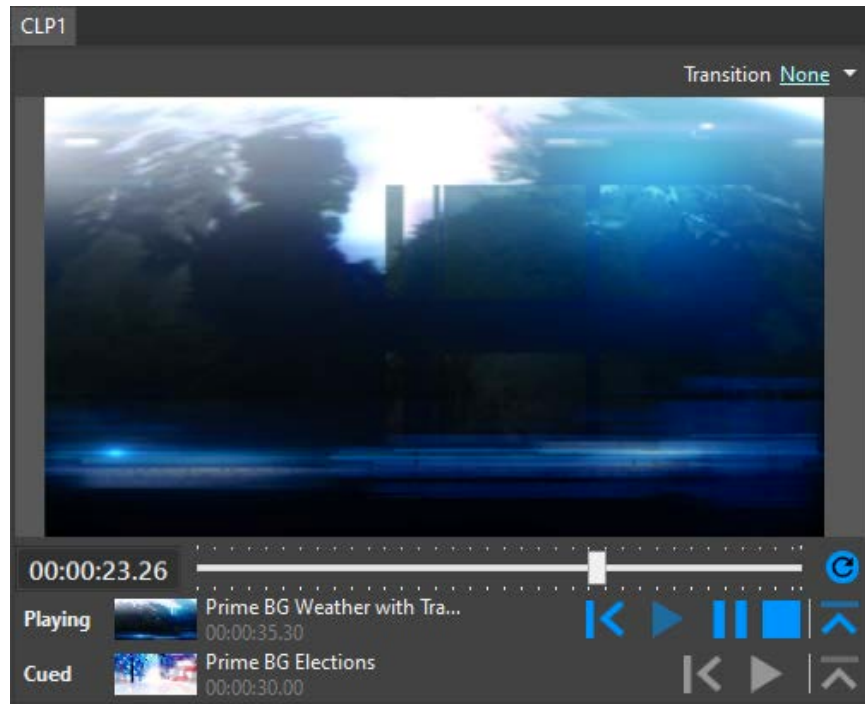 CLP1
Transition None
00:00:23.26
Playing
Prime BG Weather with Tra...
00:00:35.30
Cued
Prime BG Elections
00:00:30.00